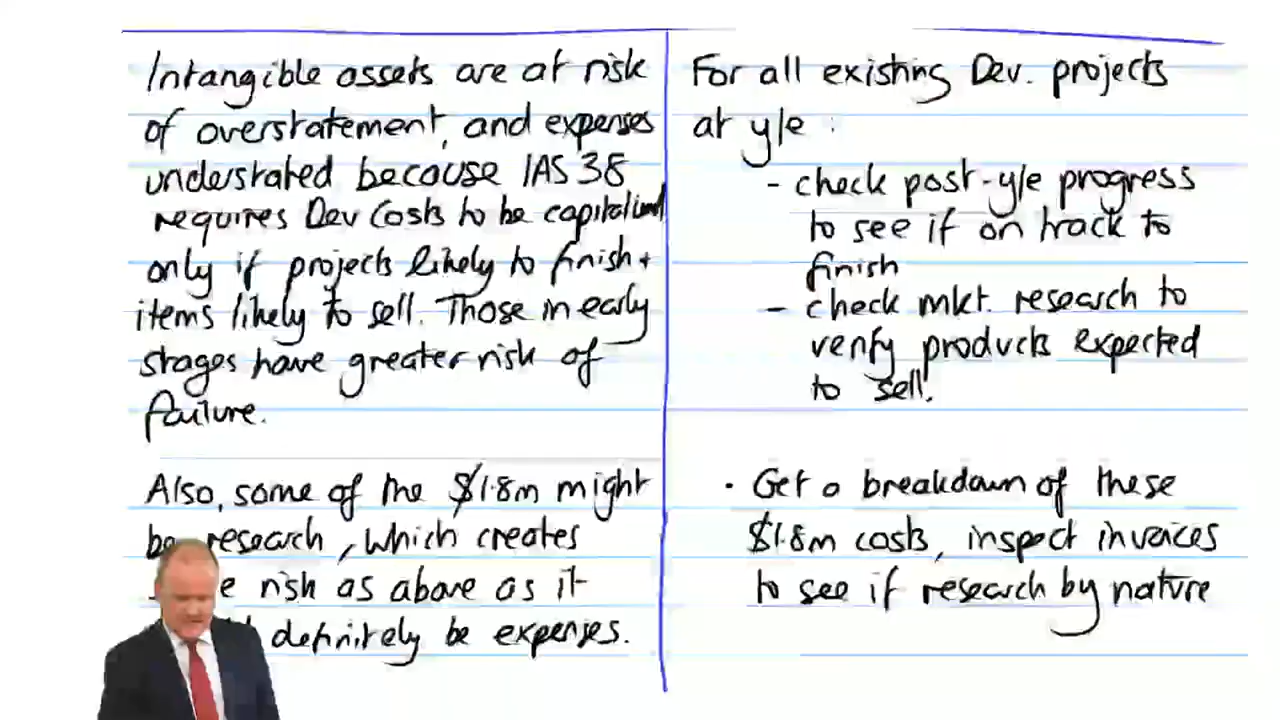 Intangible assets are at risk
of overstatement, and expenses
understated because IAS 38
requires Dev Costs to be capitalised
only if projects likely to finish +
items likely to sell. Those in early
stages have greater risk of
failure.
Also, some of the $1.8m might
be research, which creates
risk as above as it
definitely be expenses.
For all existing Dev. projects
at y/e :
- check post-y/e progress
to see if on track to
finish
- check mkt. research to
verify products expected
to sell.
· Get a breakdown of these
$1.8m costs, inspect invoices
to see if research by nature